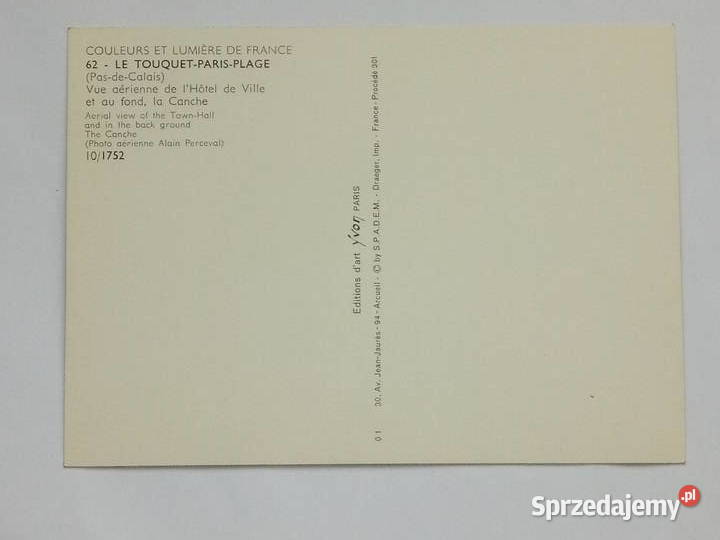 COULEURS ET LUMIÈRE DE FRANCE
62 - LE TOUQUET-PARIS-PLAGE
(Pas-de-Calais)
Vue aérienne de l'Hôtel de Ville
et au fond, la Canche
Aerial view of the Town-Hall
and in the back ground
The Canche
(Photo aérienne Alain Perceval)
10/1752
Editions d'art Yvon PARIS
01 30, Av. Jean-Jaurès - 94 - Arcueil - © by S.P.A.D.E.M. - Draeger, Imp. - France - Procédé 301
Sprzedajemy.pl